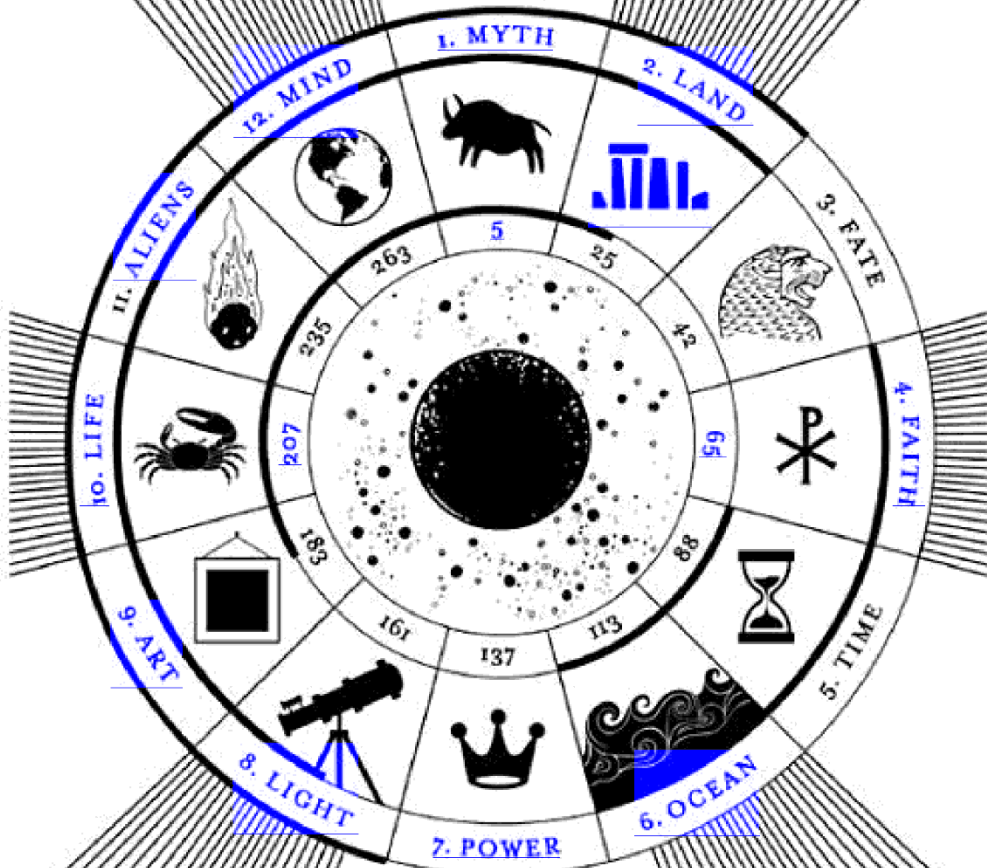 1. MYTH
2. LAND
3. FATE
4. FAITH
5. TIME
6. OCEAN
7. POWER
8. LIGHT
9. ART
10. LIFE
11. ALIENS
12. MIND
5
25
42
65
88
113
137
161
183
207
235
263